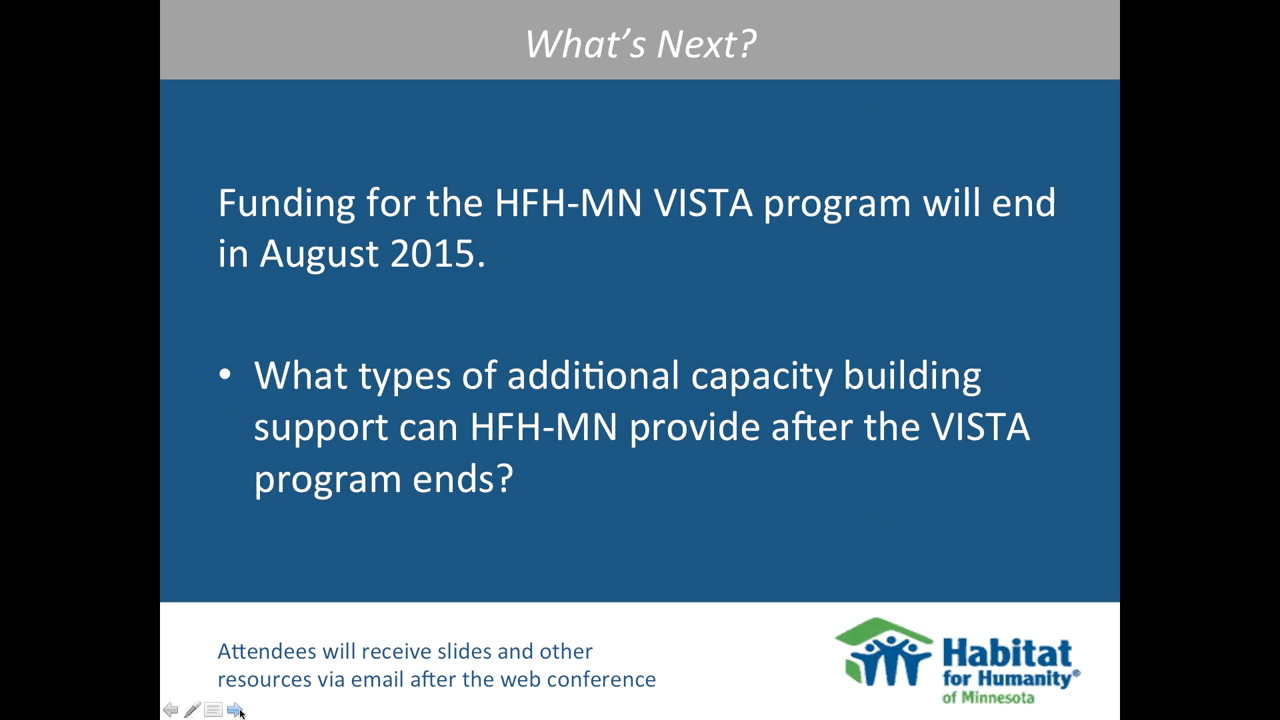 What's Next?
Funding for the HFH-MN VISTA program will end
in August 2015.
• What types of additional capacity building
support can HFH-MN provide after the VISTA
program ends?
Attendees will receive slides and other
resources via email after the web conference
Habitat
for Humanity®
of Minnesota